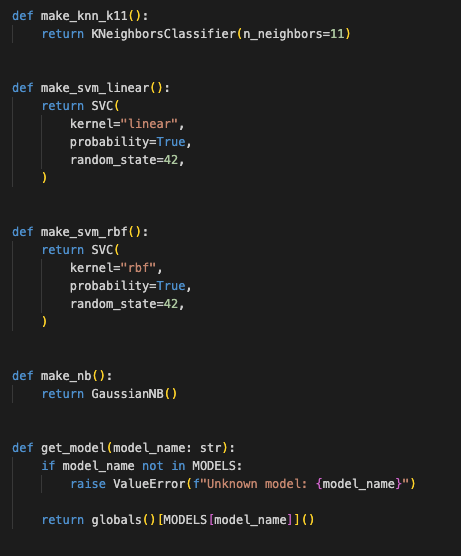 def make_knn_k11():
    return KNeighborsClassifier(n_neighbors=11)
def make_svm_linear():
    return SVC(
        kernel="linear",
        probability=True,
        random_state=42,
    )
def make_svm_rbf():
    return SVC(
        kernel="rbf",
        probability=True,
        random_state=42,
    )
def make_nb():
    return GaussianNB()
def get_model(model_name: str):
    if model_name not in MODELS:
        raise ValueError(f"Unknown model: {model_name}")
    return globals()[MODELS[model_name]]()